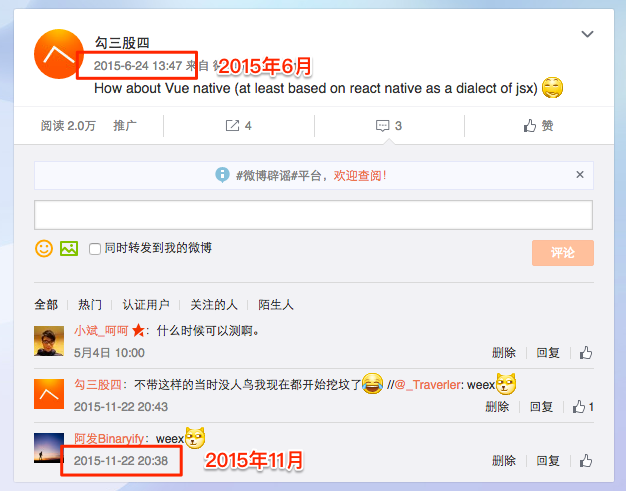 勾三股四
2015-6-24 13:47 来自
2015年6月
How about Vue native (at least based on react native as a dialect of jsx)
阅读 2.0万 推广 4 3 赞
#微博辟谣#平台，欢迎查阅！
同时转发到我的微博
评论
全部 热门 认证用户 关注的人 陌生人
小斌_呵呵：什么时候可以测啊。
5月4日 10:00 删除 回复
勾三股四：不带这样的当时没人鸟我现在都开始挖坟了 //@_Traverler: weex
2015-11-22 20:43 删除 回复 1
阿发Binaryify：weex
2015-11-22 20:38 删除 回复
2015年11月